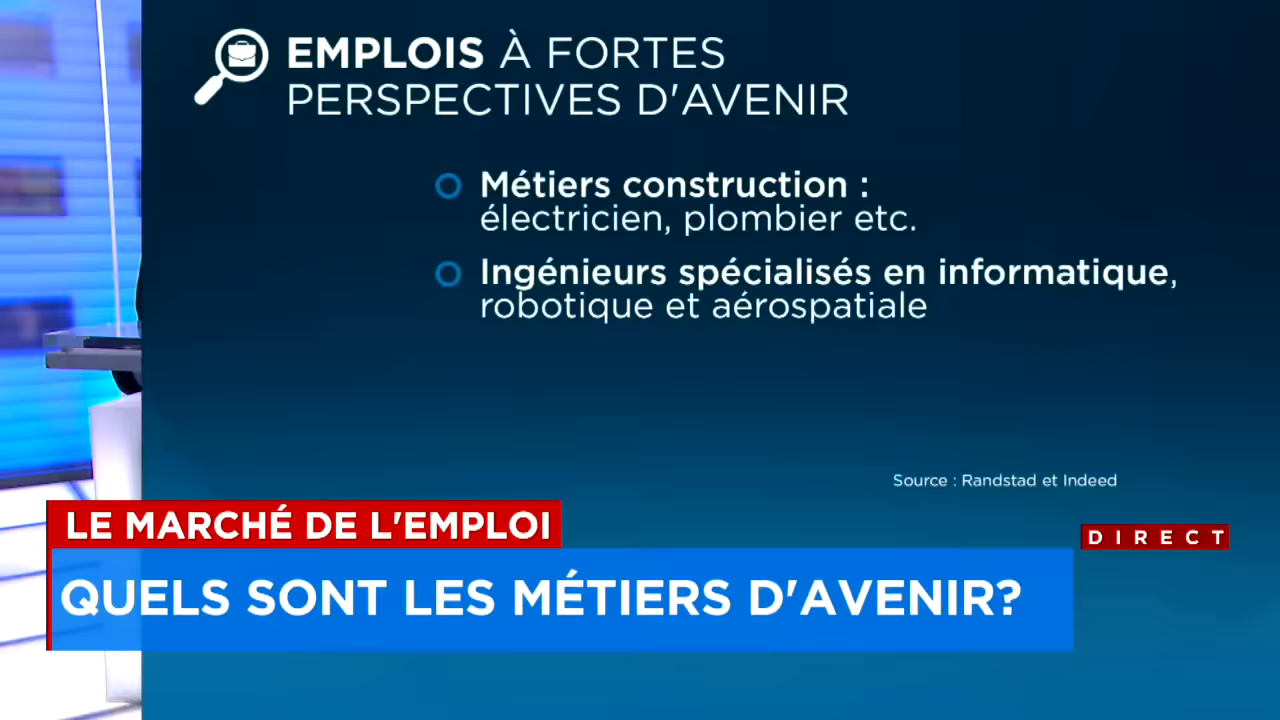 EMPLOIS À FORTES
PERSPECTIVES D'AVENIR
Métiers construction :
électricien, plombier etc.
Ingénieurs spécialisés en informatique,
robotique et aérospatiale
Source : Randstad et Indeed
LE MARCHÉ DE L'EMPLOI
DIRECT
QUELS SONT LES MÉTIERS D'AVENIR?